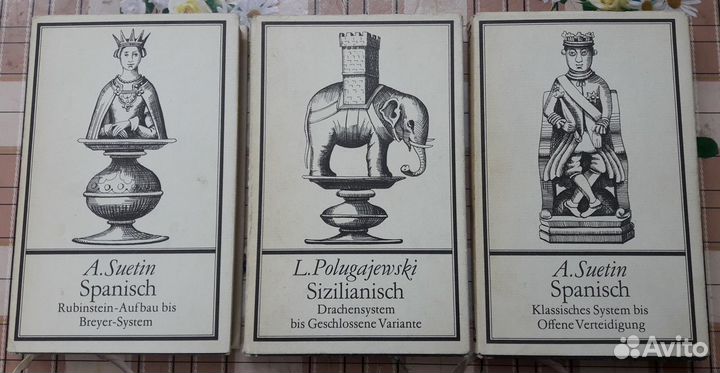 A. Suetin
Spanisch
Rubinstein-Aufbau bis
Breyer-System
L. Polugajewski
Sizilianisch
Drachensystem
bis Geschlossene Variante
A. Suetin
Spanisch
Klassisches System bis
Offene Verteidigung
Avito